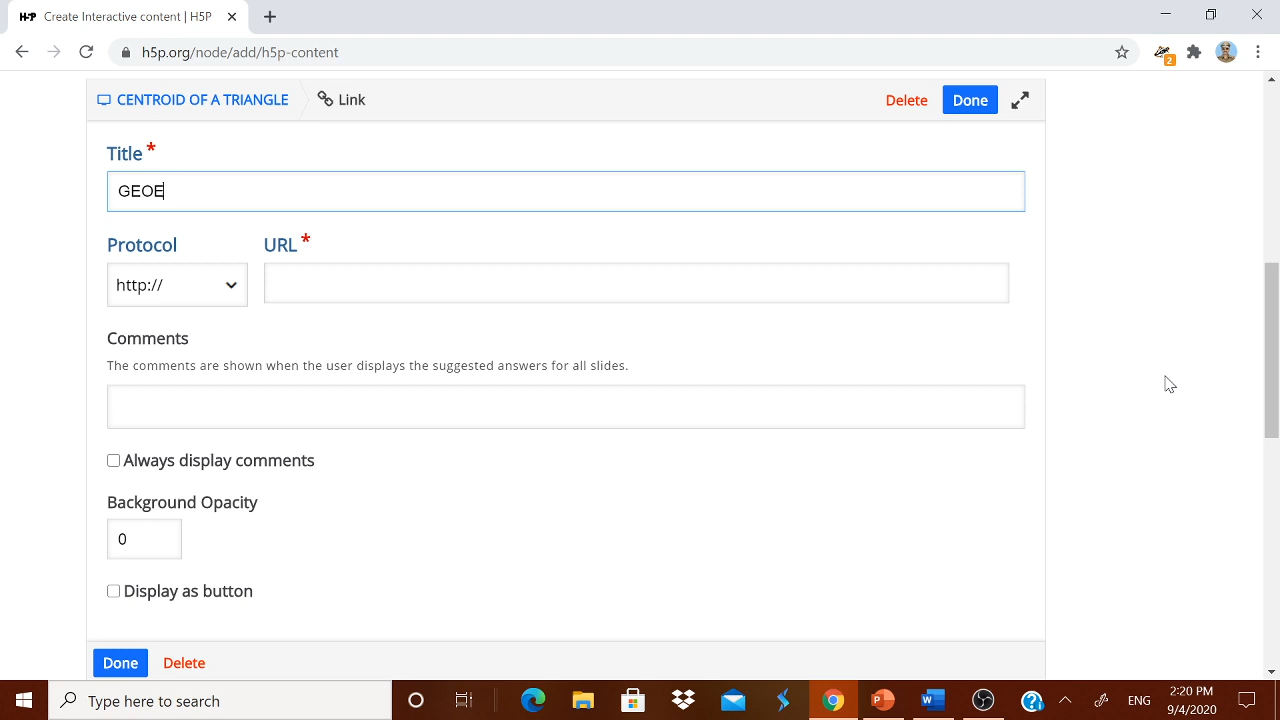 H5P Create Interactive content | H5P
h5p.org/node/add/h5p-content
2
CENTROID OF A TRIANGLE Link Delete Done
Title *
GEOE
Protocol URL *
http://
Comments
The comments are shown when the user displays the suggested answers for all slides.
Always display comments
Background Opacity
0
Display as button
Done Delete
Type here to search
ENG
2:20 PM
9/4/2020